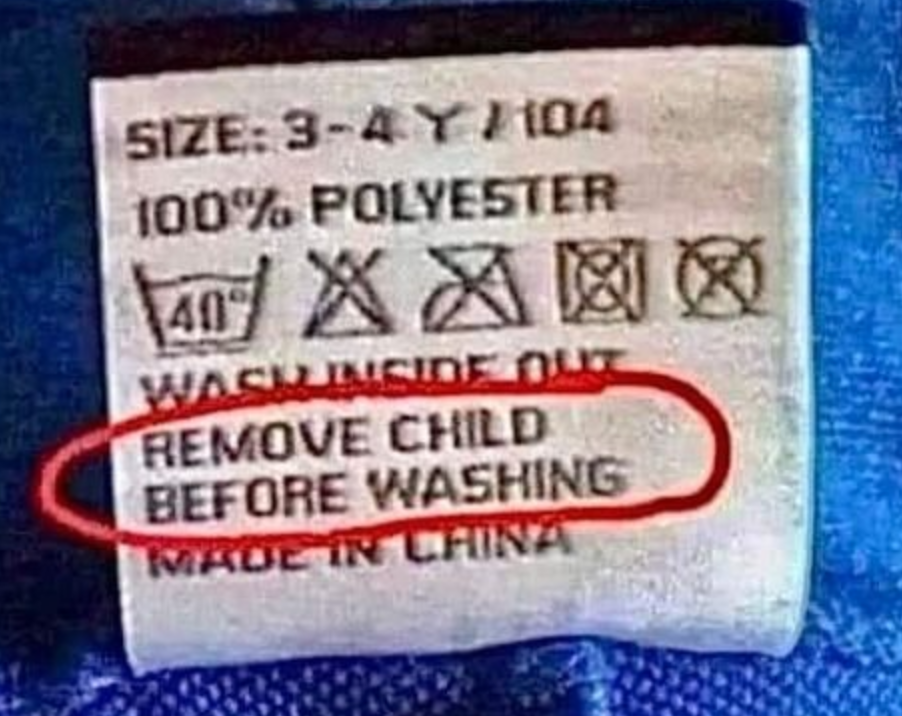 SIZE: 3-4 Y / 104
100% POLYESTER
40°
WASH INSIDE OUT
REMOVE CHILD
BEFORE WASHING
MADE IN CHINA